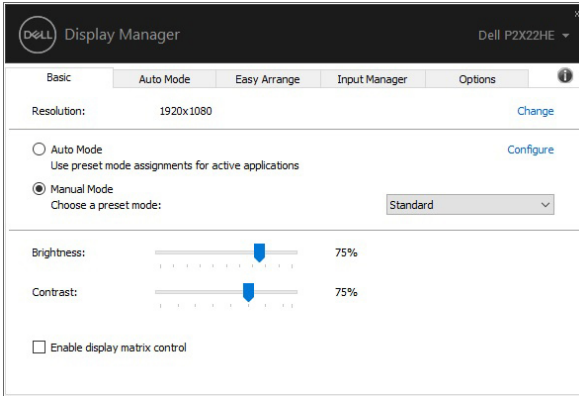 DELL Display Manager
Dell P2X22HE
Basic Auto Mode Easy Arrange Input Manager Options
Resolution: 1920x1080 Change
Auto Mode Configure
Use preset mode assignments for active applications
Manual Mode
Choose a preset mode: Standard
Brightness: 75%
Contrast: 75%
Enable display matrix control